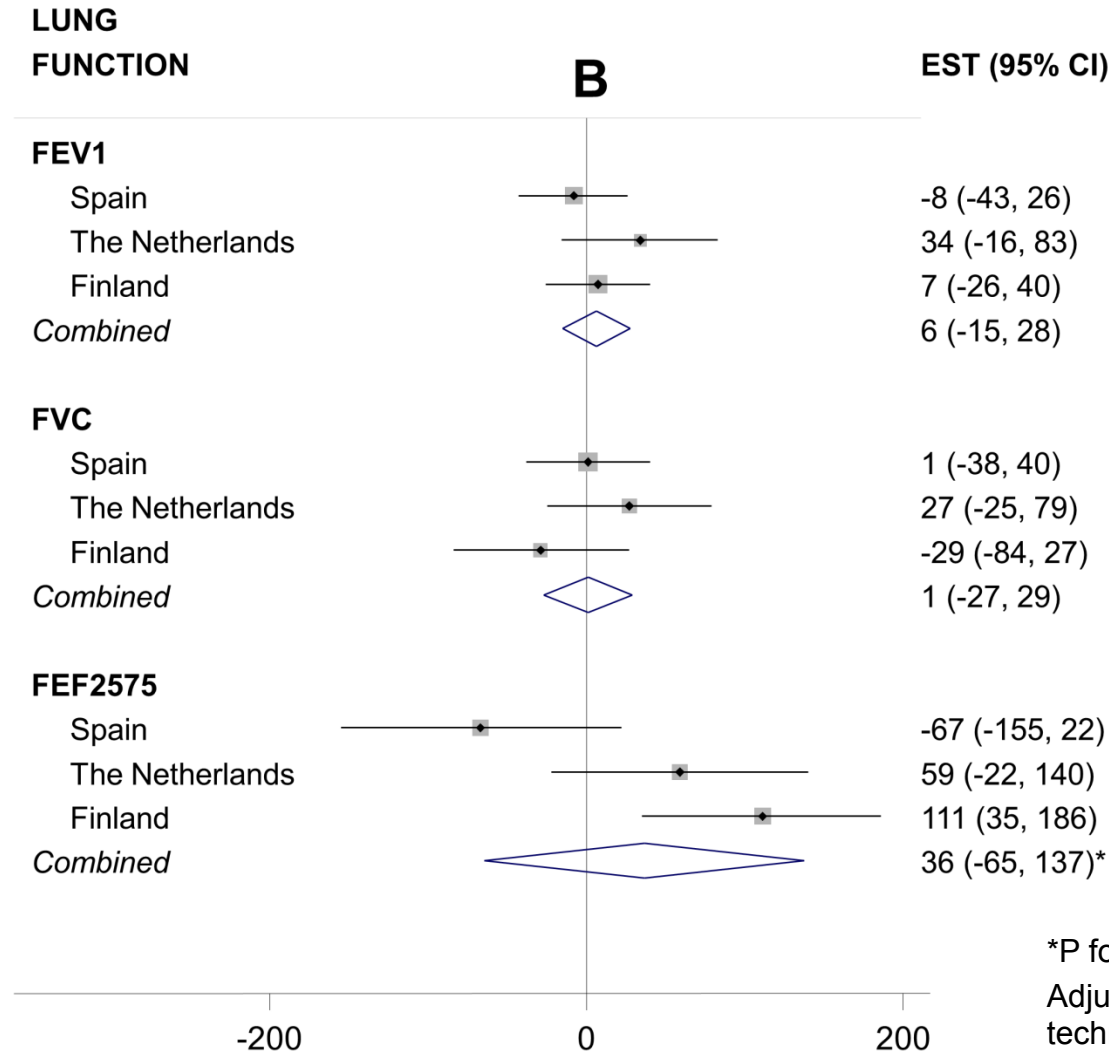 LUNG
FUNCTION B EST (95% CI)
FEV1
Spain -8 (-43, 26)
The Netherlands 34 (-16, 83)
Finland 7 (-26, 40)
Combined 6 (-15, 28)
FVC
Spain 1 (-38, 40)
The Netherlands 27 (-25, 79)
Finland -29 (-84, 27)
Combined 1 (-27, 29)
FEF2575
Spain -67 (-155, 22)
The Netherlands 59 (-22, 140)
Finland 111 (35, 186)
Combined 36 (-65, 137)*
*P
-200 0 200